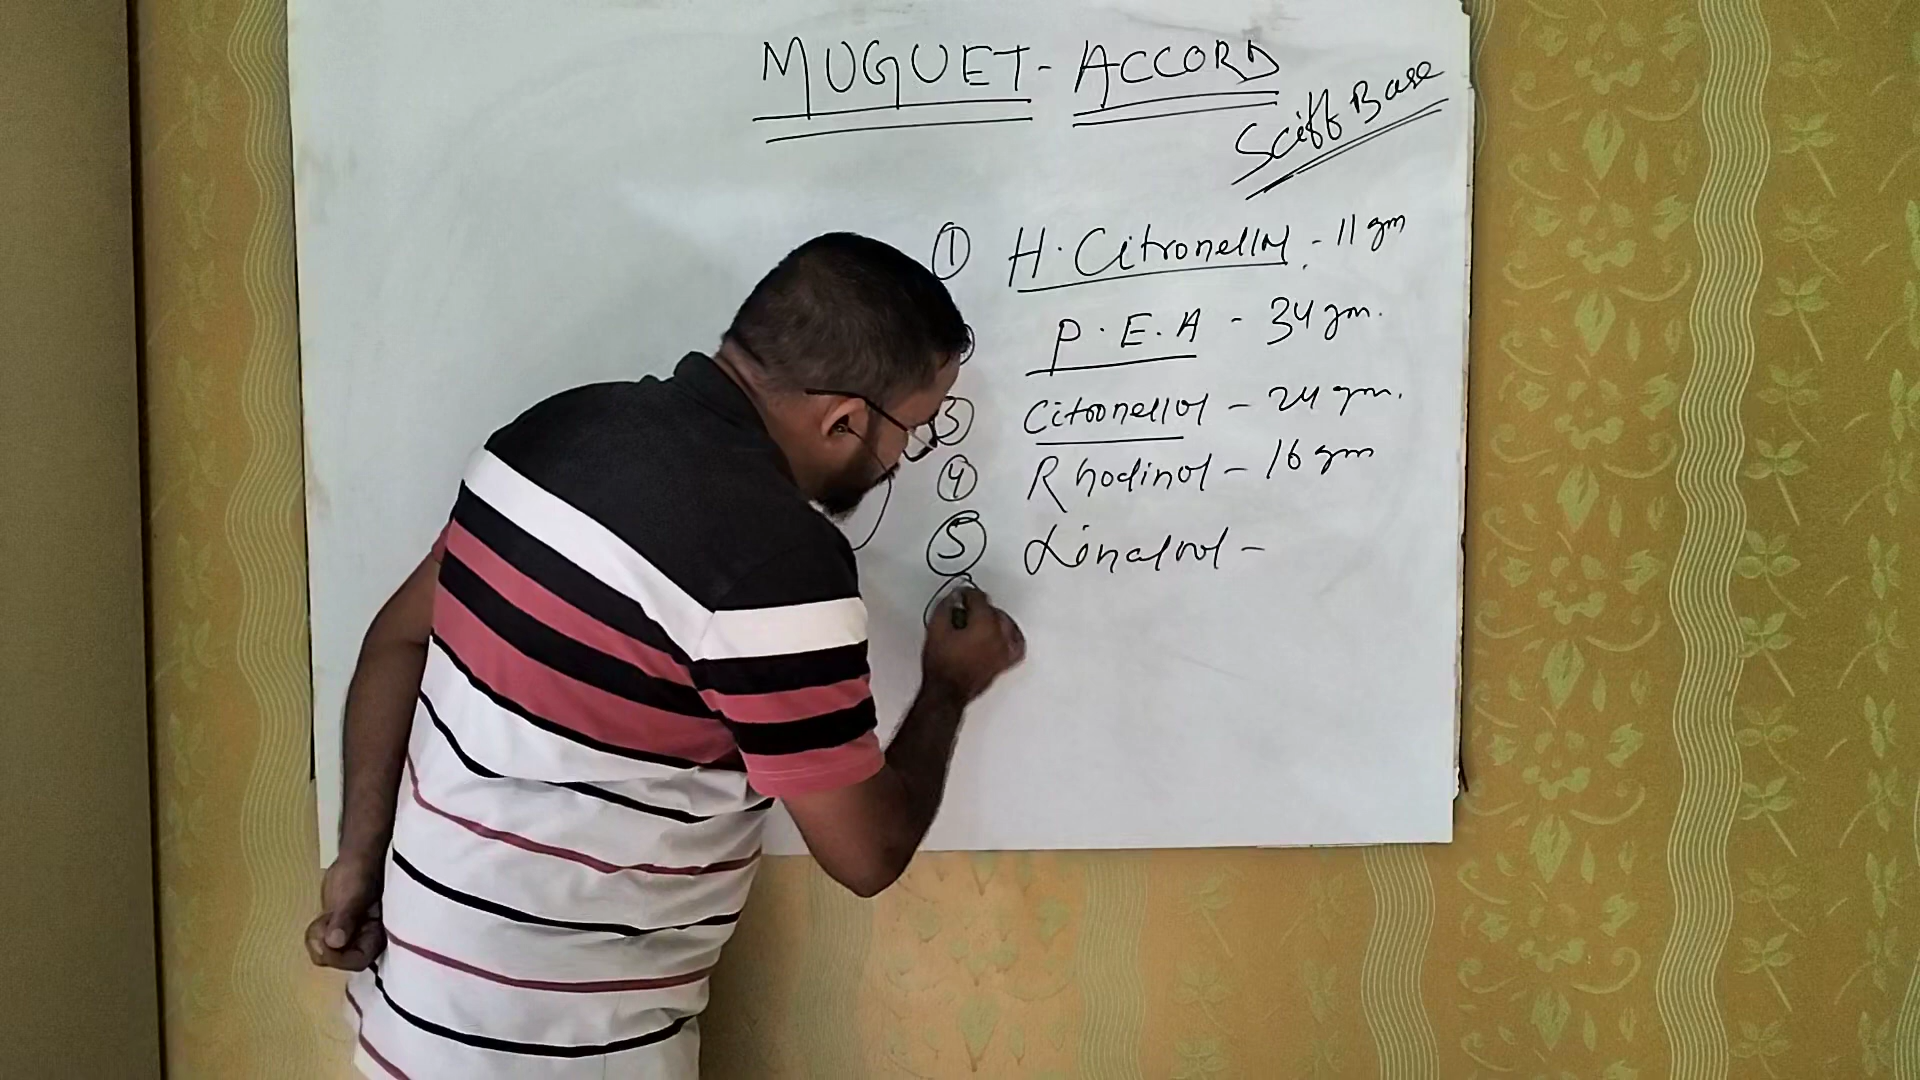 MUGUET - ACCORD
Sciff Base
① H. Citronellol - 11 gm
P.E.A - 34 gm.
③ Citronellol - 24 gm.
④ Rhodinol - 16 gm
⑤ Linalool -